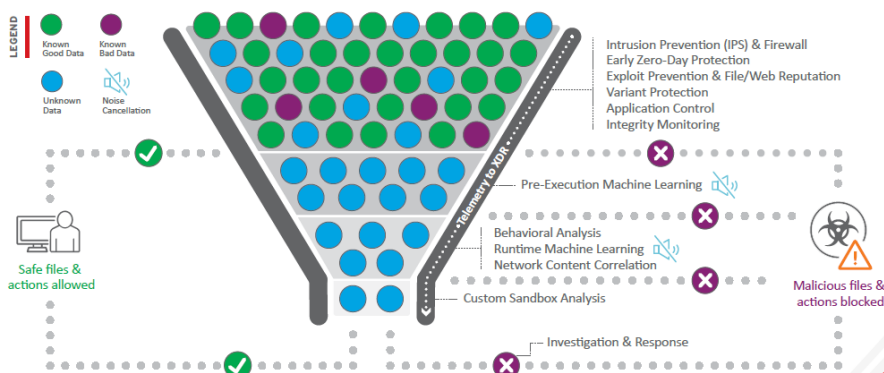 LEGEND
Known
Good Data
Known
Bad Data
Unknown
Data
Noise
Cancellation
Intrusion Prevention (IPS) & Firewall
Early Zero-Day Protection
Exploit Prevention & File/Web Reputation
Variant Protection
Application Control
Integrity Monitoring
Telemetry to XDR
Pre-Execution Machine Learning
Behavioral Analysis
Runtime Machine Learning
Network Content Correlation
Safe files &
actions allowed
Malicious files &
actions blocked
Custom Sandbox Analysis
Investigation & Response